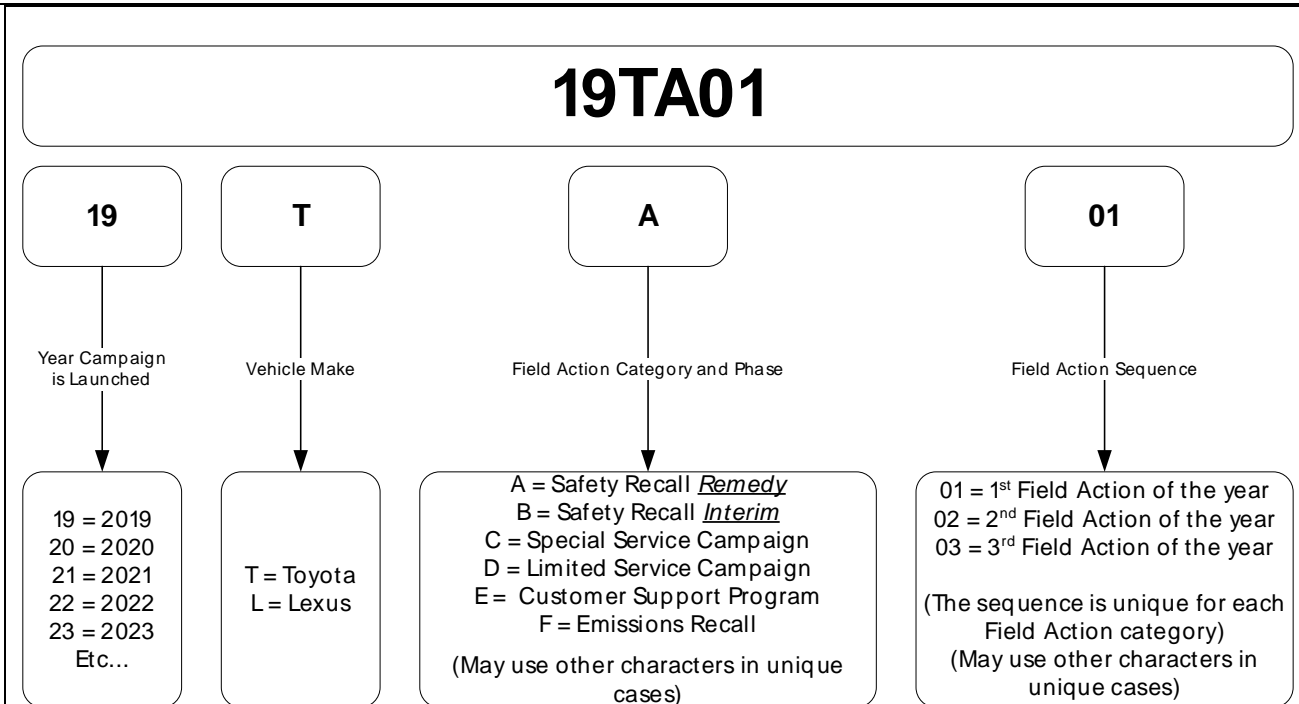 19TA01
19
T
A
01
Year Campaign
is Launched
Vehicle Make
Field Action Category and Phase
Field Action Sequence
19 = 2019
20 = 2020
21 = 2021
22 = 2022
23 = 2023
Etc...
T = Toyota
L = Lexus
A = Safety Recall Remedy
B = Safety Recall Interim
C = Special Service Campaign
D = Limited Service Campaign
E = Customer Support Program
F = Emissions Recall
(May use other characters in unique
cases)
01 = 1st Field Action of the year
02 = 2nd Field Action of the year
03 = 3rd Field Action of the year
(The sequence is unique for each
Field Action category)
(May use other characters in
unique cases)